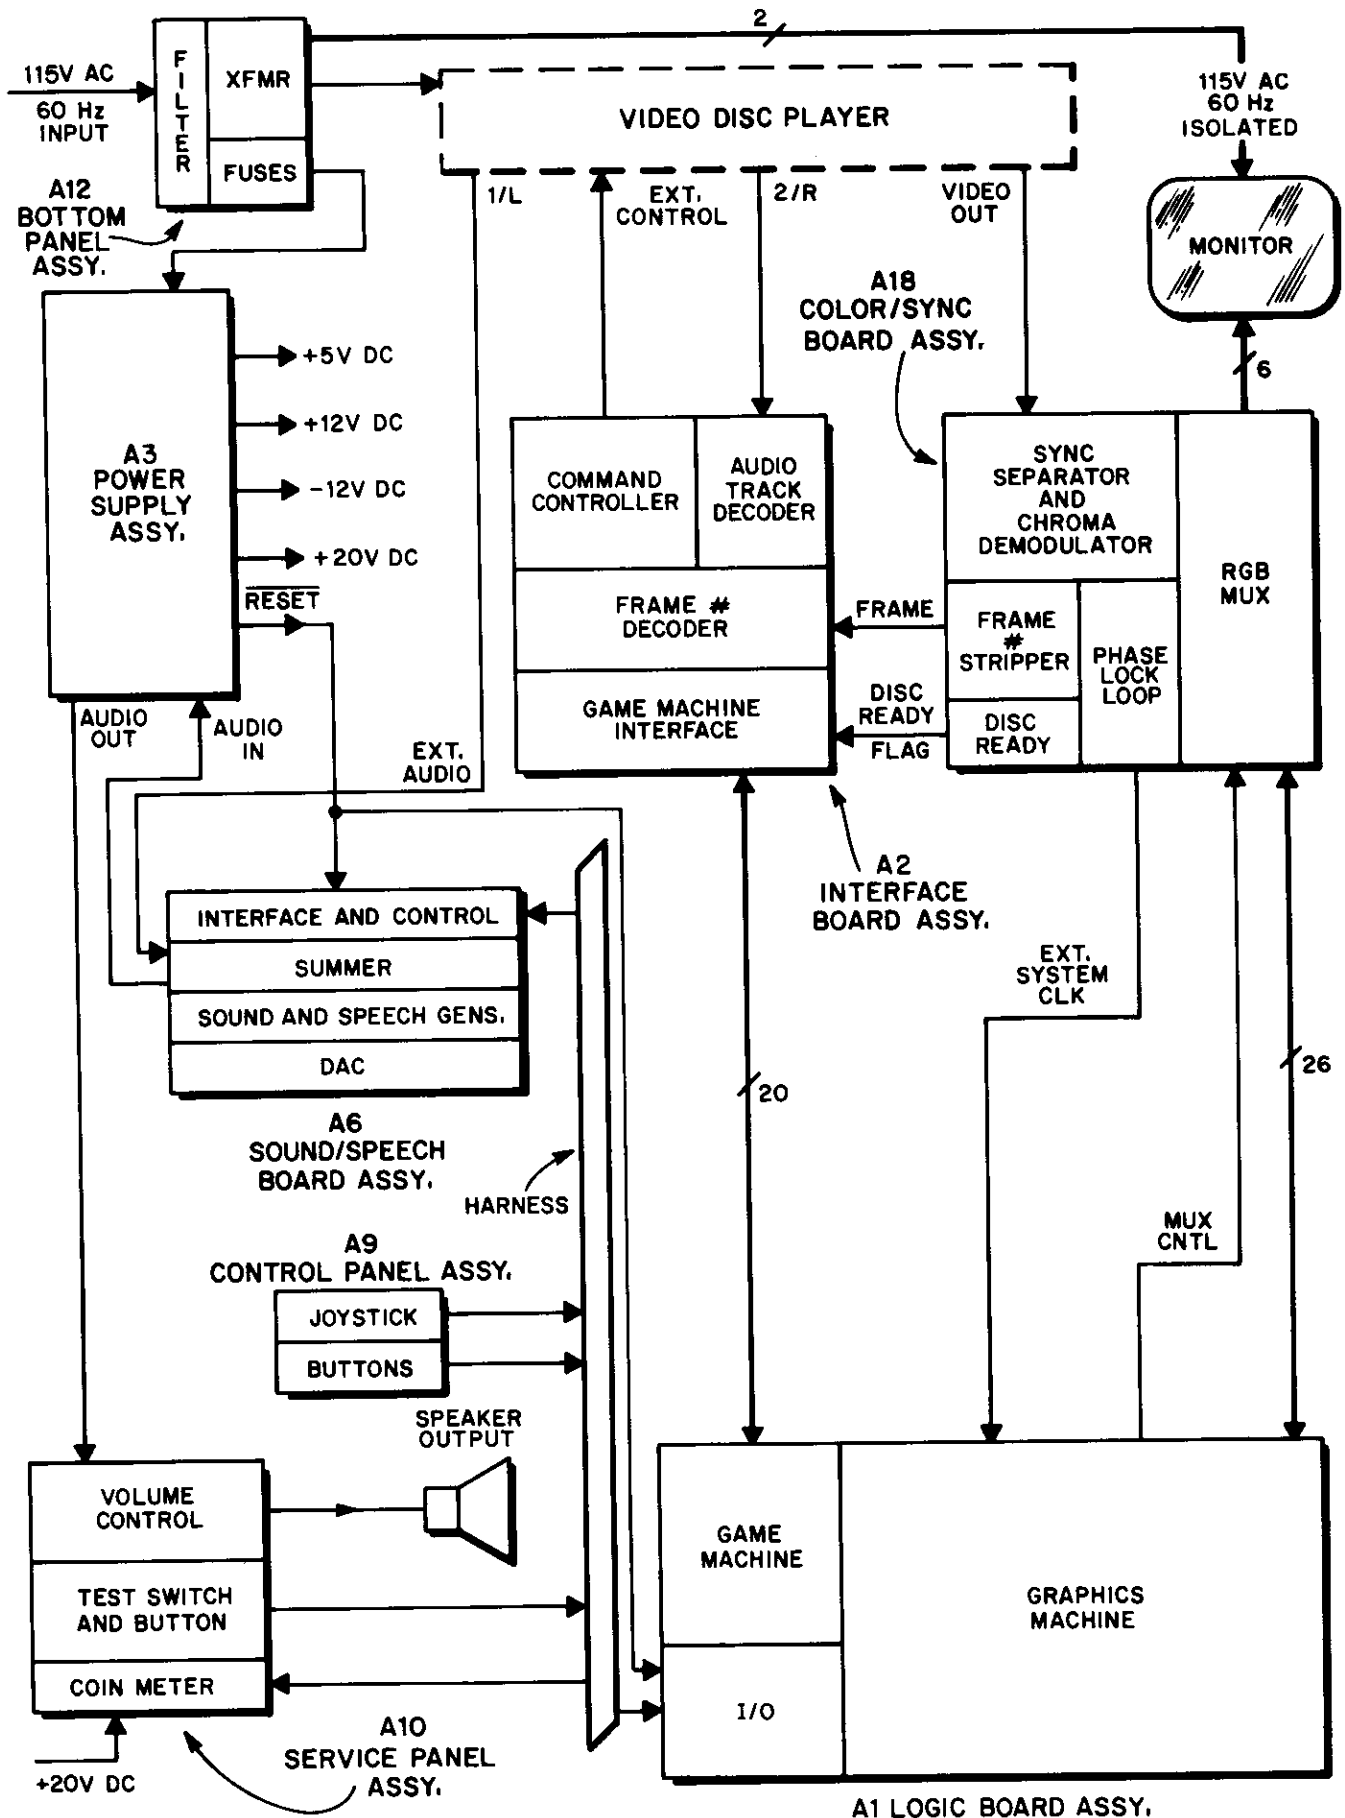 2
115V AC
60 Hz
INPUT
FILTER
XFMR
FUSES
VIDEO DISC PLAYER
115V AC
60 Hz
ISOLATED
A12
BOTTOM
PANEL
ASSY.
1/L
EXT.
CONTROL
2/R
VIDEO
OUT
MONITOR
A18
COLOR/SYNC
BOARD ASSY.
6
A3
POWER
SUPPLY
ASSY.
+5V DC
+12V DC
-12V DC
+20V DC
RESET
COMMAND
CONTROLLER
AUDIO
TRACK
DECODER
FRAME #
DECODER
GAME MACHINE
INTERFACE
SYNC
SEPARATOR
AND
CHROMA
DEMODULATOR
RGB
MUX
FRAME
FRAME
#
STRIPPER
PHASE
LOCK
LOOP
DISC
READY
FLAG
DISC
READY
AUDIO
OUT
AUDIO
IN
EXT.
AUDIO
A2
INTERFACE
BOARD ASSY.
INTERFACE AND CONTROL
SUMMER
SOUND AND SPEECH GENS.
DAC
EXT.
SYSTEM
CLK
20
26
A6
SOUND/SPEECH
BOARD ASSY.
HARNESS
MUX
CNTL
A9
CONTROL PANEL ASSY.
JOYSTICK
BUTTONS
SPEAKER
OUTPUT
VOLUME
CONTROL
TEST SWITCH
AND BUTTON
COIN METER
GAME
MACHINE
I/O
GRAPHICS
MACHINE
A10
SERVICE PANEL
ASSY.
+20V DC
A1 LOGIC BOARD ASSY.